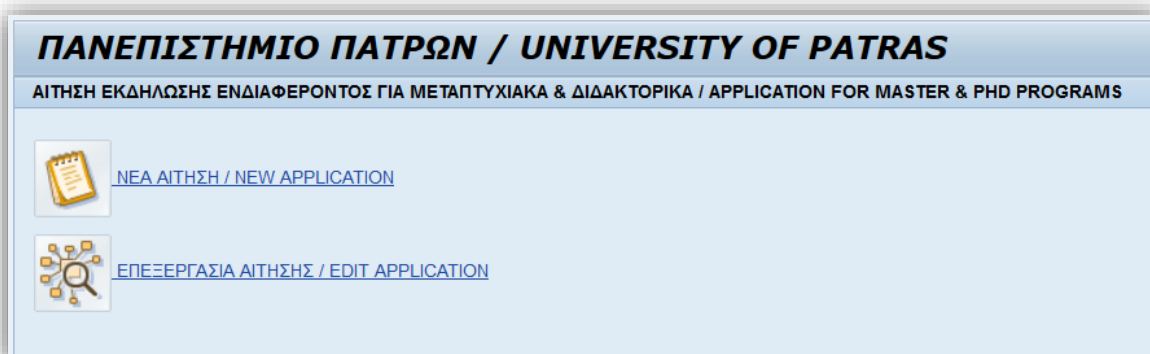 ΠΑΝΕΠΙΣΤΗΜΙΟ ΠΑΤΡΩΝ / UNIVERSITY OF PATRAS
ΑΙΤΗΣΗ ΕΚΔΗΛΩΣΗΣ ΕΝΔΙΑΦΕΡΟΝΤΟΣ ΓΙΑ ΜΕΤΑΠΤΥΧΙΑΚΑ & ΔΙΔΑΚΤΟΡΙΚΑ / APPLICATION FOR MASTER & PHD PROGRAMS
ΝΕΑ ΑΙΤΗΣΗ / NEW APPLICATION
ΕΠΕΞΕΡΓΑΣΙΑ ΑΙΤΗΣΗΣ / EDIT APPLICATION